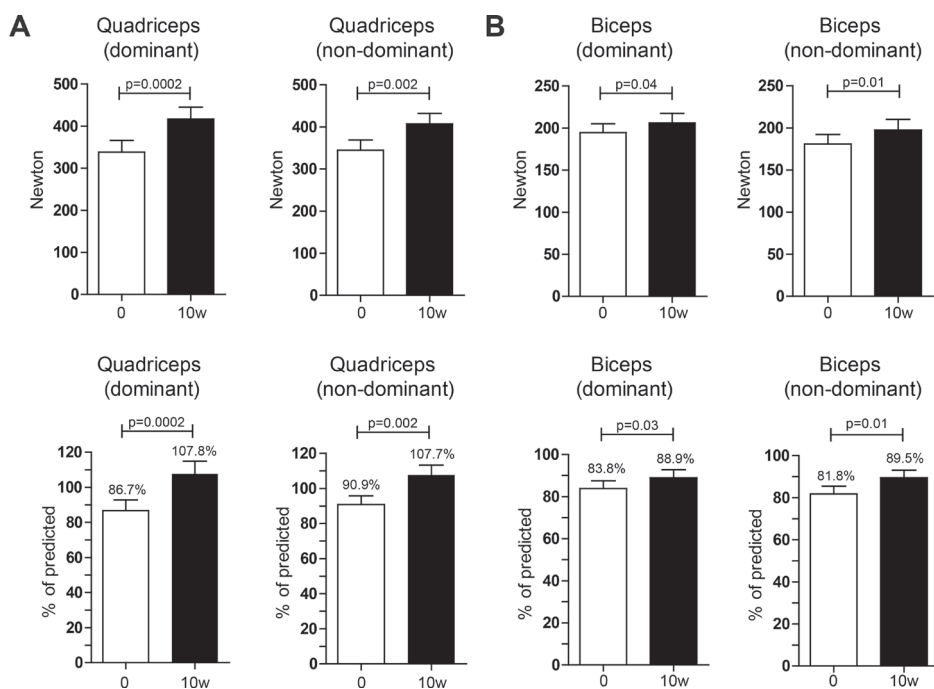 A
Quadriceps
(dominant)
p=0.0002
500
400
300
200
100
0
Newton
0 10w
Quadriceps
(non-dominant)
p=0.002
500
400
300
200
100
0
Newton
0 10w
B
Biceps
(dominant)
p=0.04
250
200
150
100
50
0
Newton
0 10w
Biceps
(non-dominant)
p=0.01
250
200
150
100
50
0
Newton
0 10w
Quadriceps
(dominant)
p=0.0002
107.8%
86.7%
120
100
80
60
40
20
0
% of predicted
0 10w
Quadriceps
(non-dominant)
p=0.002
107.7%
90.9%
120
100
80
60
40
20
0
% of predicted
0 10w
Biceps
(dominant)
p=0.03
83.8% 88.9%
100
80
60
40
20
0
% of predicted
0 10w
Biceps
(non-dominant)
p=0.01
81.8% 89.5%
100
80
60
40
20
0
% of predicted
0 10w